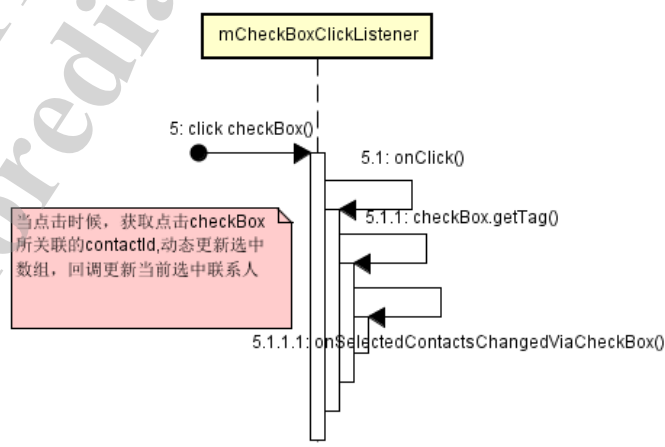 mCheckBoxClickListener
5: click checkBox()
5.1: onClick()
5.1.1: checkBox.getTag()
当点击时候，获取点击checkBox
所关联的contactId,动态更新选中
数组，回调更新当前选中联系人
5.1.1.1: onSelectedContactsChangedViaCheckBox()